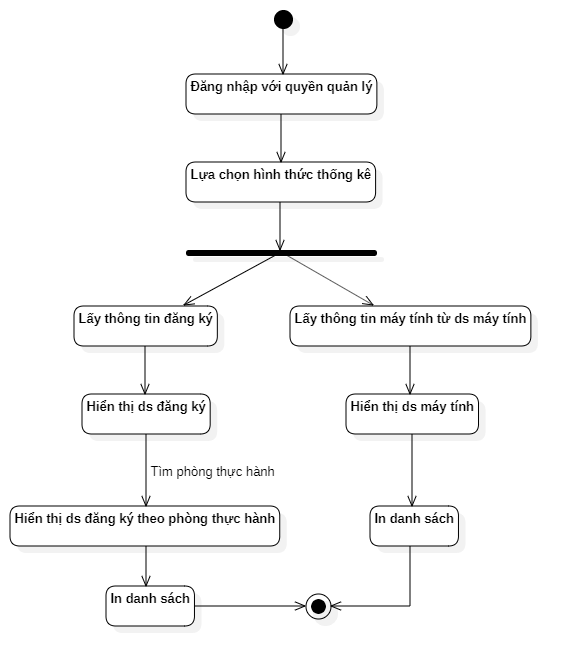 Đăng nhập với quyền quản lý
Lựa chọn hình thức thống kê
Lấy thông tin đăng ký
Lấy thông tin máy tính từ ds máy tính
Hiển thị ds đăng ký
Hiển thị ds máy tính
Tìm phòng thực hành
Hiển thị ds đăng ký theo phòng thực hành
In danh sách
In danh sách